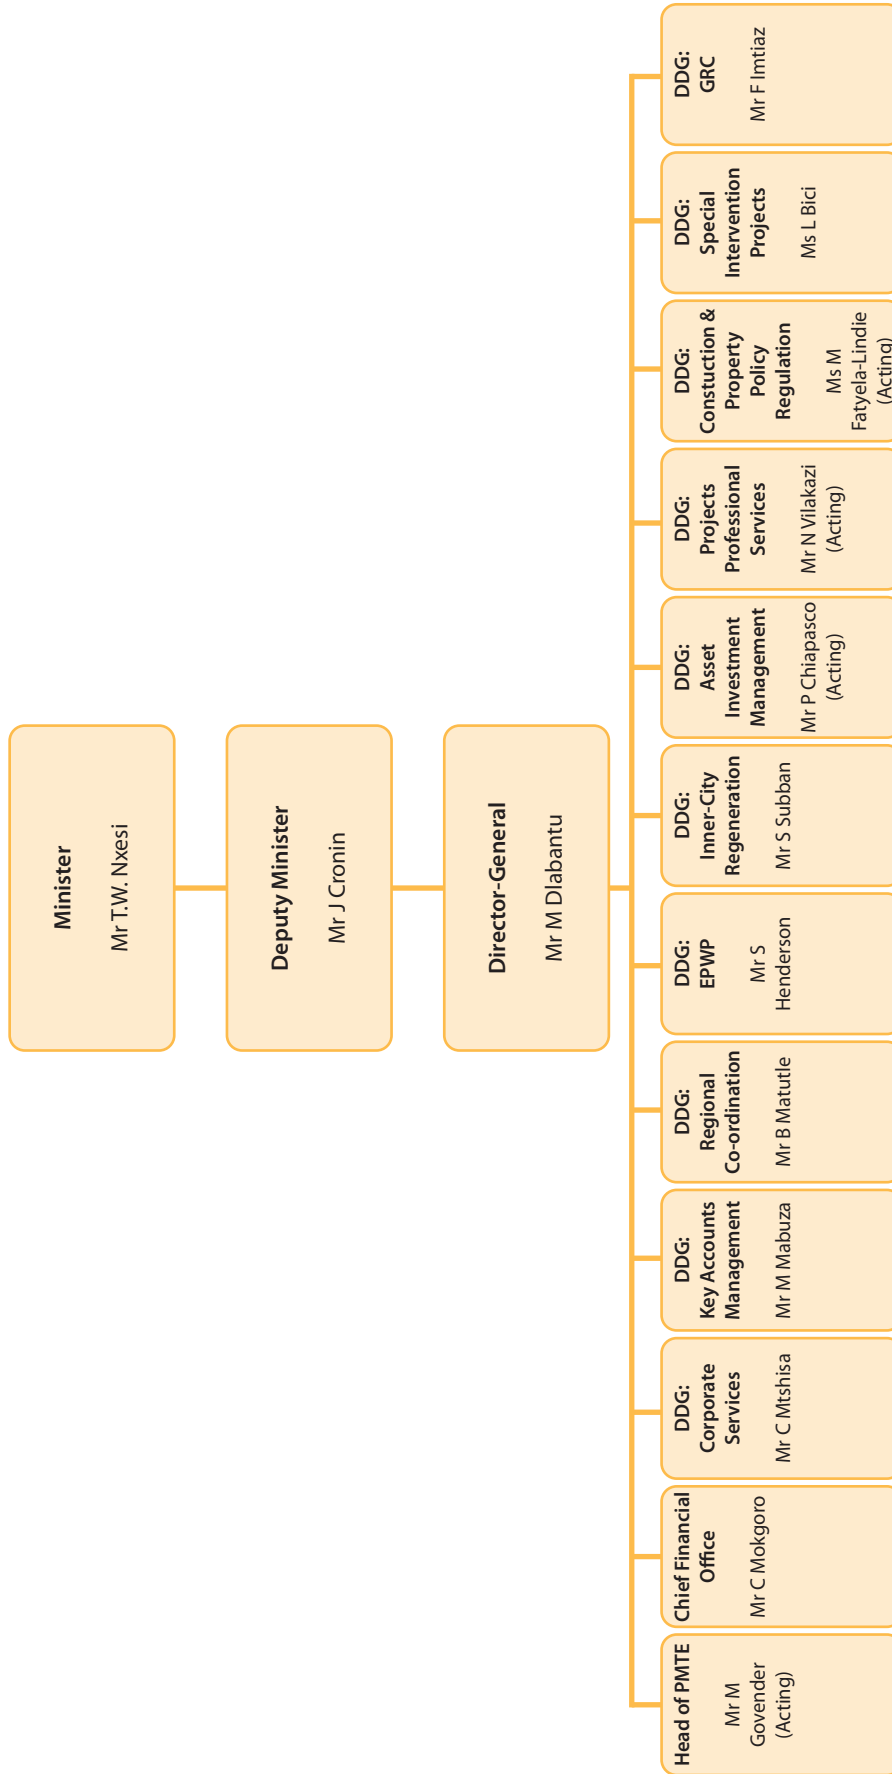 Minister
Mr T.W. Nxesi
Deputy Minister
Mr J Cronin
Director-General
Mr M Dlabantu
Head of PMTE
Mr M
Govender
(Acting)
Chief Financial
Office
Mr C Mokgoro
DDG:
Corporate
Services
Mr C Mtshisa
DDG:
Key Accounts
Management
Mr M Mabuza
DDG:
Regional
Co-ordination
Mr B Matutle
DDG:
EPWP
Mr S
Henderson
DDG:
Inner-City
Regeneration
Mr S Subban
DDG:
Asset
Investment
Management
Mr P Chiapasco
(Acting)
DDG:
Projects
Professional
Services
Mr N Vilakazi
(Acting)
DDG:
Constuction &
Property
Policy
Regulation
Ms M
Fatyela-Lindie
(Acting)
DDG:
Special
Intervention
Projects
Ms L Bici
DDG:
GRC
Mr F Imtiaz